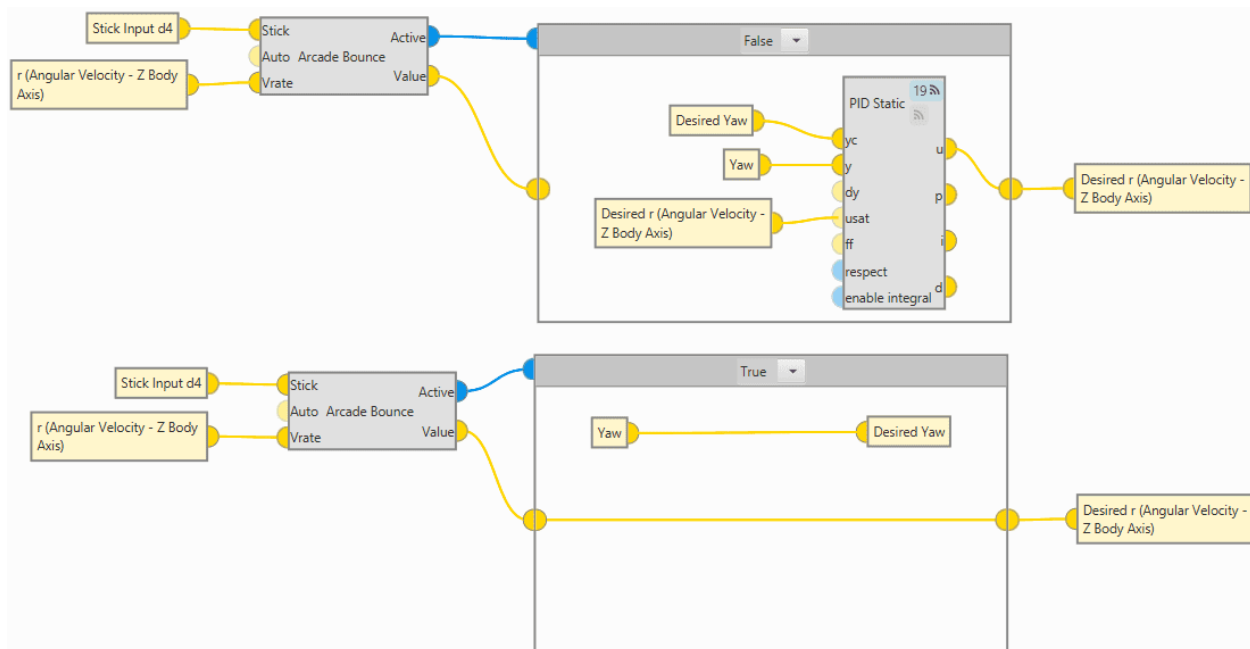 Stick Input d4
r (Angular Velocity - Z Body
Axis)
Stick
Auto Arcade Bounce
Vrate
Active
Value
False
Desired Yaw
Yaw
Desired r (Angular Velocity -
Z Body Axis)
PID Static
19
yc
y
dy
usat
ff
respect
enable integral
u
p
i
d
Desired r (Angular Velocity -
Z Body Axis)
Stick Input d4
r (Angular Velocity - Z Body
Axis)
Stick
Auto Arcade Bounce
Vrate
Active
Value
True
Yaw
Desired Yaw
Desired r (Angular Velocity -
Z Body Axis)